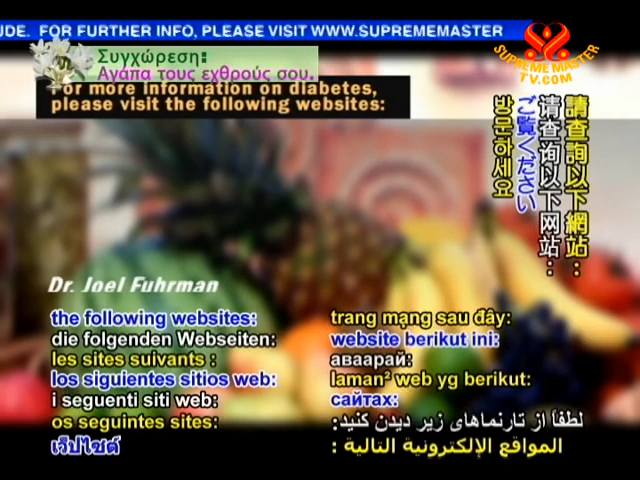 UDE. FOR FURTHER INFO, PLEASE VISIT WWW.SUPREMEMASTER
SUPREME MASTER
TV.COM
Συγχώρεση:
Αγάπα τους εχθρούς σου.
For more information on diabetes,
please visit the following websites:
請查詢以下網站：
请查询以下网站：
ご覧ください
방문하세요
Dr. Joel Fuhrman
the following websites:
die folgenden Webseiten:
les sites suivants :
los siguientes sitios web:
i seguenti siti web:
os seguintes sites:
เว็บไซต์
trang mạng sau đây:
website berikut ini:
аваарай:
laman² web yg berikut:
сайтах:
لطفاً از تارنماهای زیر دیدن کنید:
المواقع الإلكترونية التالية :